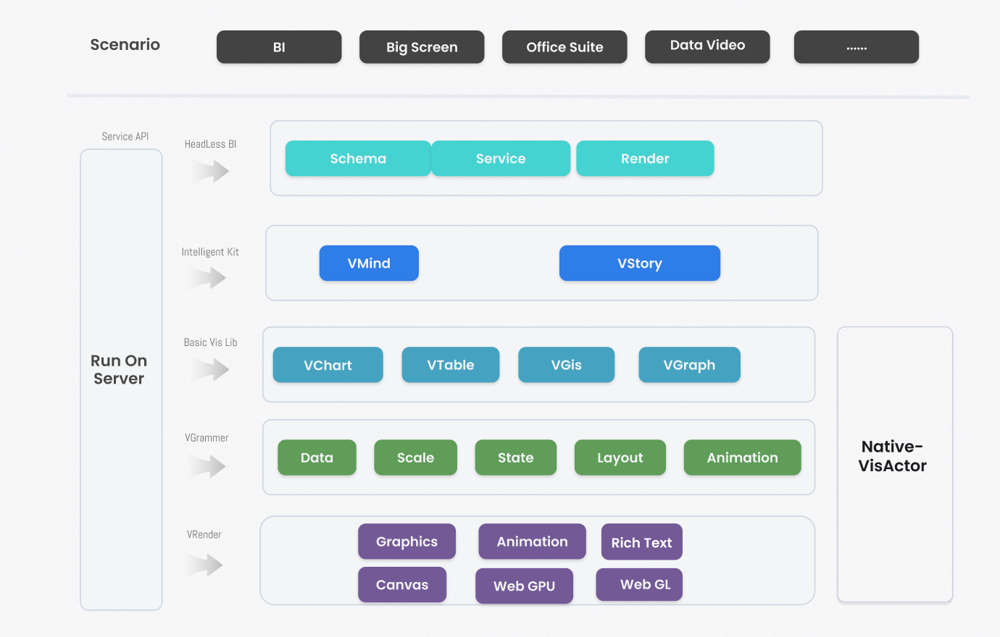 Scenario
BI
Big Screen
Office Suite
Data Video
......
Service API
Run On
Server
HeadLess BI
Schema
Service
Render
Intelligent Kit
VMind
VStory
Basic Vis Lib
VChart
VTable
VGis
VGraph
VGrammer
Data
Scale
State
Layout
Animation
VRender
Graphics
Animation
Rich Text
Canvas
Web GPU
Web GL
Native-
VisActor